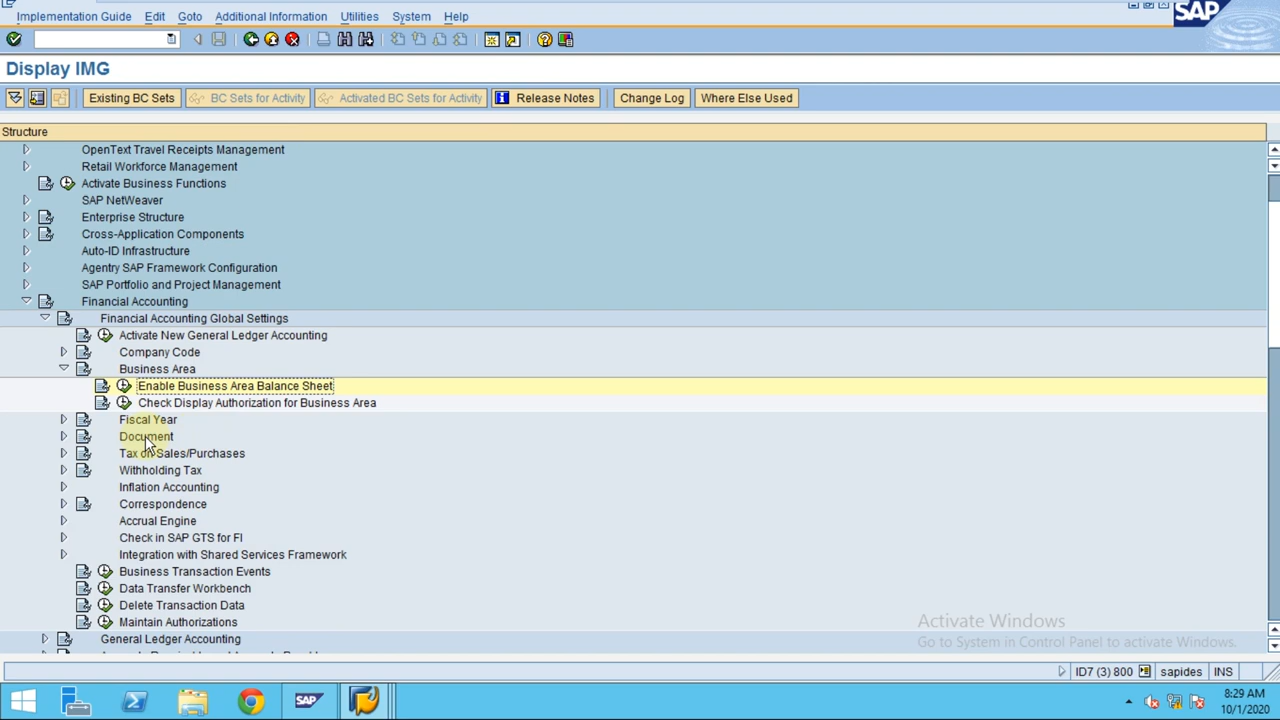 Implementation Guide Edit Goto Additional Information Utilities System Help
SAP
Display IMG
Existing BC Sets BC Sets for Activity Activated BC Sets for Activity Release Notes Change Log Where Else Used
Structure
OpenText Travel Receipts Management
Retail Workforce Management
Activate Business Functions
SAP NetWeaver
Enterprise Structure
Cross-Application Components
Auto-ID Infrastructure
Agentry SAP Framework Configuration
SAP Portfolio and Project Management
Financial Accounting
Financial Accounting Global Settings
Activate New General Ledger Accounting
Company Code
Business Area
Enable Business Area Balance Sheet
Check Display Authorization for Business Area
Fiscal Year
Document
Tax on Sales/Purchases
Withholding Tax
Inflation Accounting
Correspondence
Accrual Engine
Check in SAP GTS for FI
Integration with Shared Services Framework
Business Transaction Events
Data Transfer Workbench
Delete Transaction Data
Maintain Authorizations
General Ledger Accounting
Activate Windows
Go to System in Control Panel to activate Windows.
ID7 (3) 800 sapides INS
SAP
8:29 AM
10/1/2020